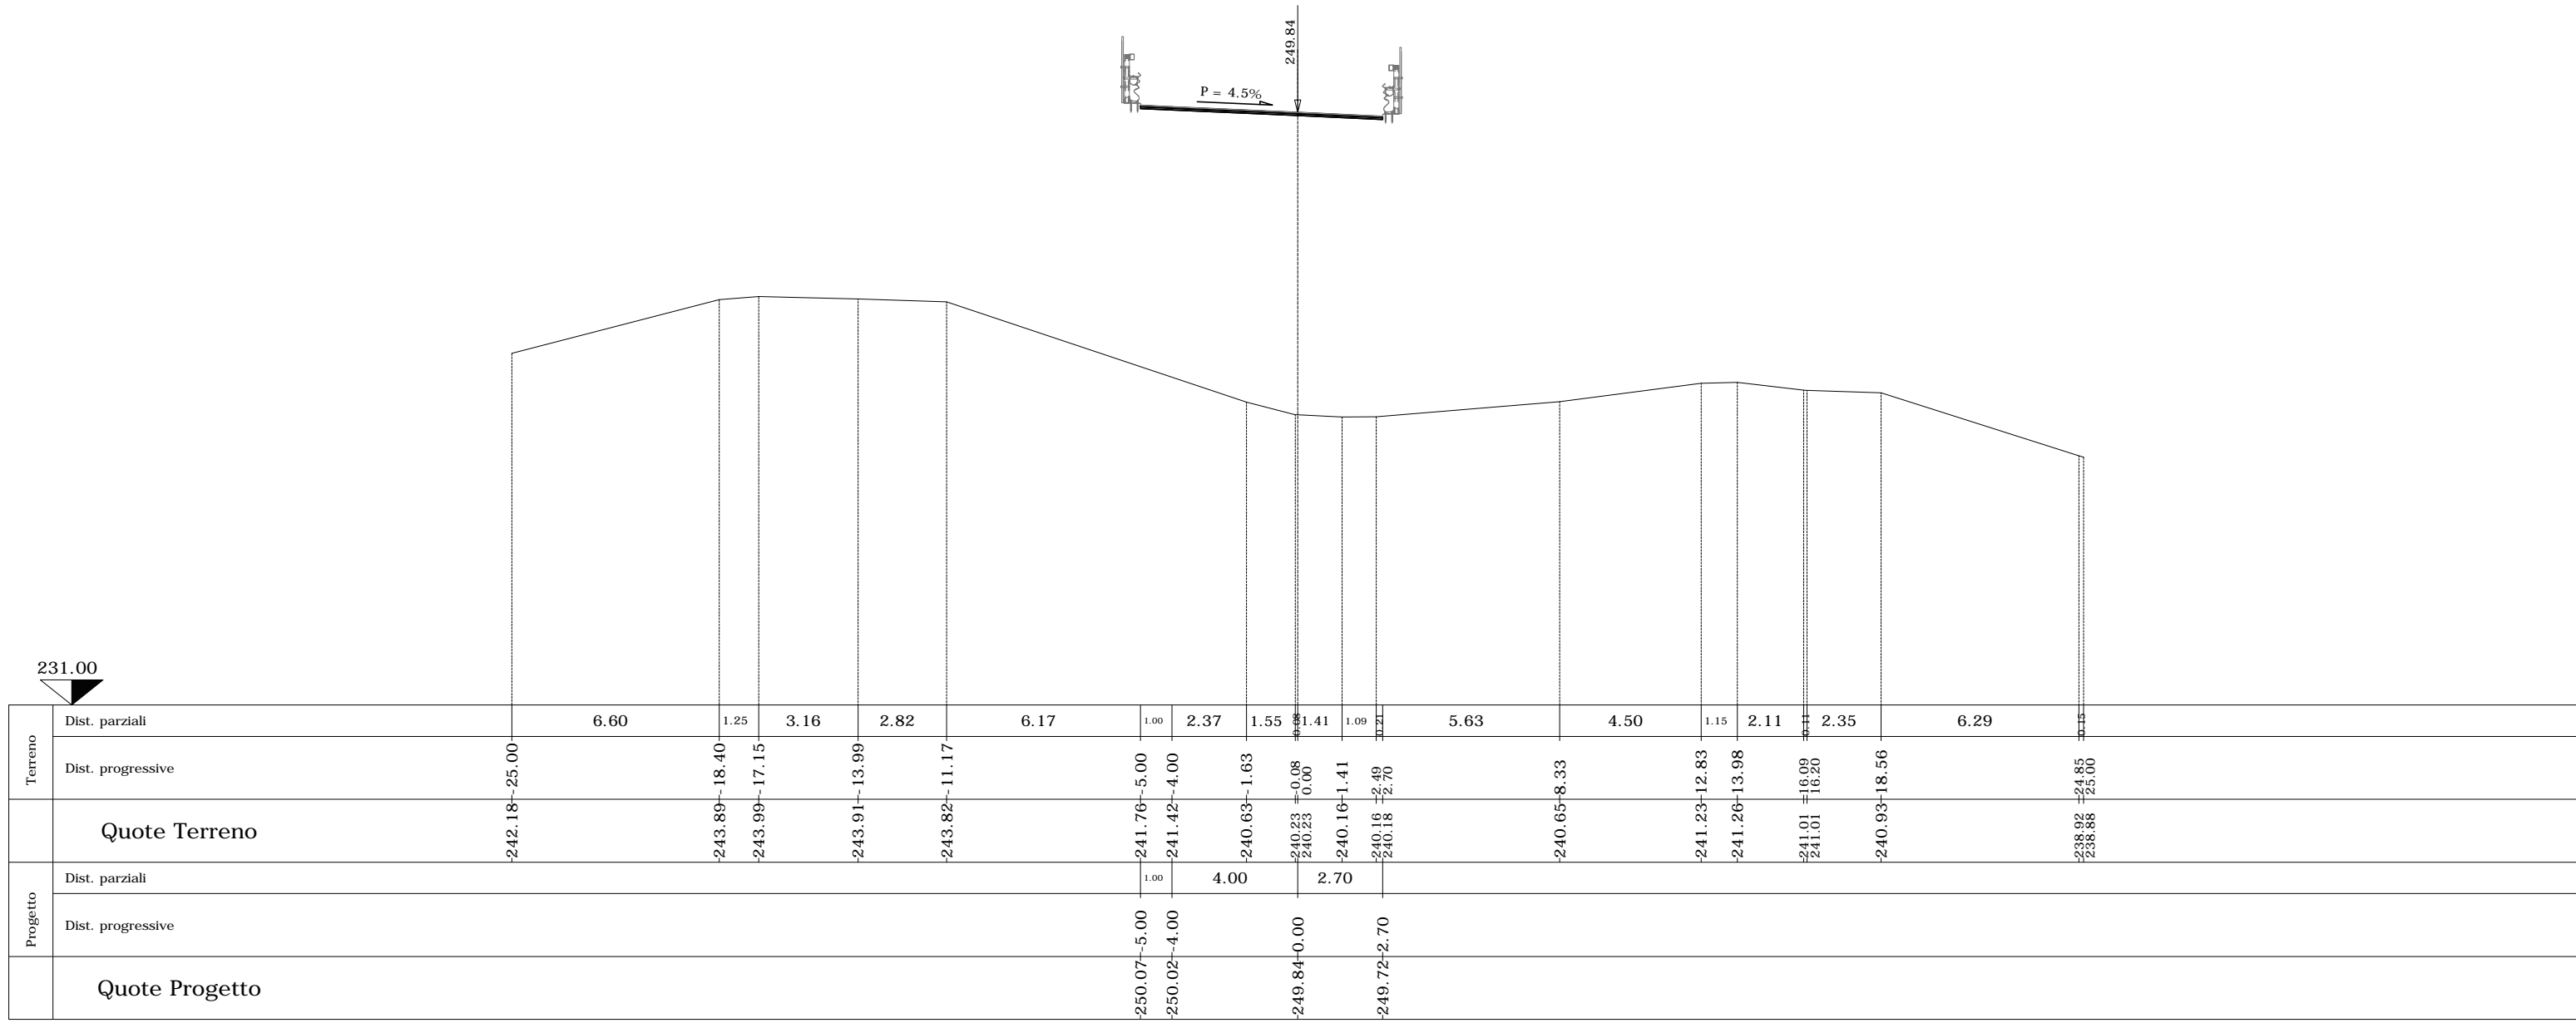 249.84
P = 4.5%
231.00
Terreno
Dist. parziali
6.60 1.25 3.16 2.82 6.17 1.00 2.37 1.55 0.08 1.41 1.09 0.21 5.63 4.50 1.15 2.11 0.11 2.35 6.29 0.15
Dist. progressive
-25.00 -18.40 -17.15 -13.99 -11.17 -5.00 -4.00 -1.63 -0.08 0.00 1.41 2.49 2.70 8.33 12.83 13.98 16.09 16.20 18.56 24.85 25.00
Quote Terreno
242.18 243.89 243.99 243.91 243.82 241.76 241.42 240.63 240.23 240.23 240.16 240.16 240.18 240.65 241.23 241.26 241.01 241.01 240.93 238.92 238.88
Progetto
Dist. parziali
1.00 4.00 2.70
Dist. progressive
-5.00 -4.00 0.00 2.70
Quote Progetto
250.07 250.02 249.84 249.72